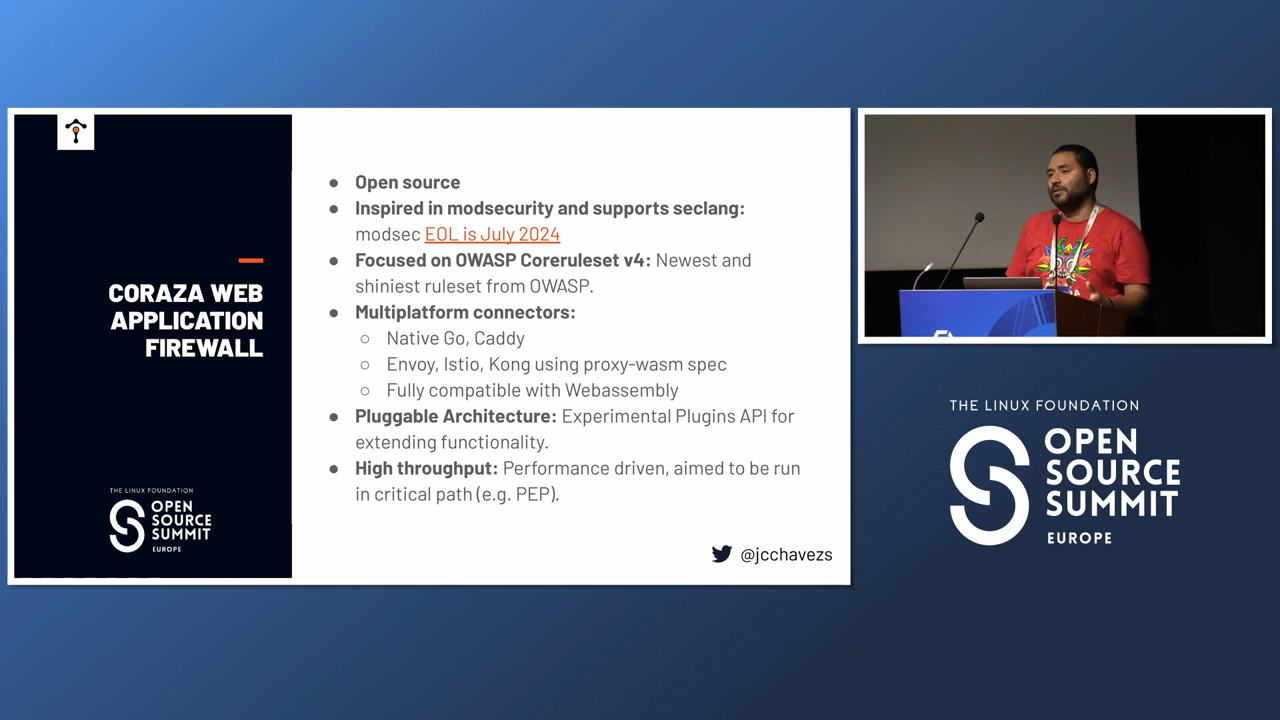 CORAZA WEB
APPLICATION
FIREWALL
THE LINUX FOUNDATION
OPEN
SOURCE
SUMMIT
EUROPE
● Open source
● Inspired in modsecurity and supports seclang:
modsec EOL is July 2024
● Focused on OWASP Coreruleset v4: Newest and
shiniest ruleset from OWASP.
● Multiplatform connectors:
○ Native Go, Caddy
○ Envoy, Istio, Kong using proxy-wasm spec
○ Fully compatible with Webassembly
● Pluggable Architecture: Experimental Plugins API for
extending functionality.
● High throughput: Performance driven, aimed to be run
in critical path (e.g. PEP).
@jcchavezs
THE LINUX FOUNDATION
OPEN
SOURCE
SUMMIT
EUROPE